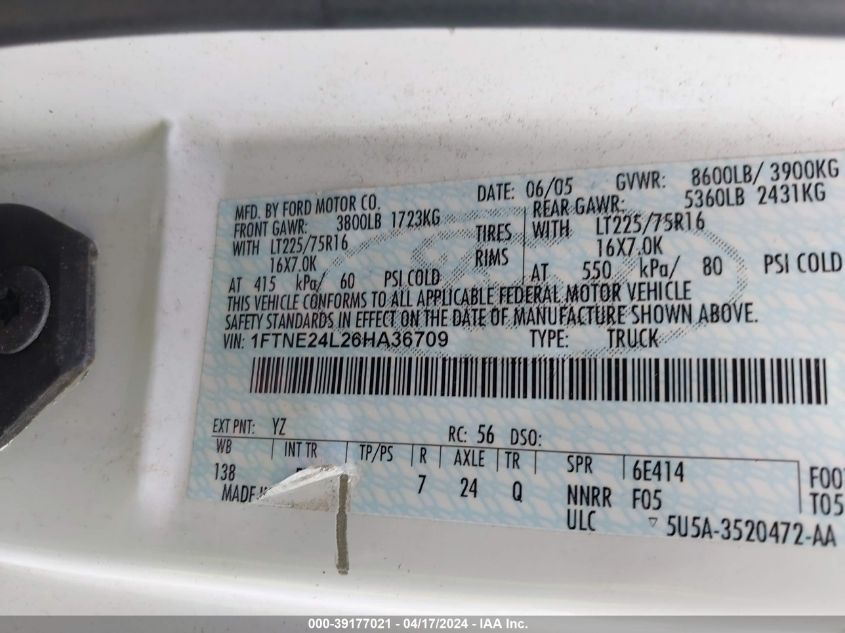 MFD. BY FORD MOTOR CO. DATE: 06/05 GVWR: 8600LB/ 3900KG
FRONT GAWR: 3800LB 1723KG REAR GAWR: 5360LB 2431KG
WITH LT225/75R16 TIRES WITH LT225/75R16
16X7.0K RIMS 16X7.0K
AT 415 kPa/ 60 PSI COLD AT 550 kPa/ 80 PSI COLD
THIS VEHICLE CONFORMS TO ALL APPLICABLE FEDERAL MOTOR VEHICLE
SAFETY STANDARDS IN EFFECT ON THE DATE OF MANUFACTURE SHOWN ABOVE.
VIN: 1FTNE24L26HA36709 TYPE: TRUCK
EXT PNT: YZ RC: 56 DSO:
WB INT TR TP/PS R AXLE TR SPR 6E414
138 7 24 Q NNRR F05 T05
MADE ULC ▽ 5U5A-3520472-AA
000-39177021 - 04/17/2024 - IAA Inc.